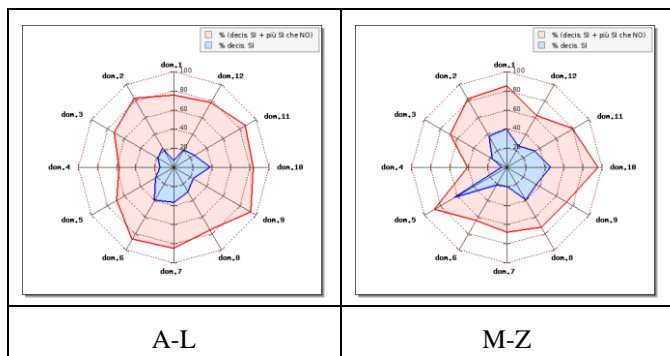 % (decis. SI + più SI che NO)
% decis. SI
dom.1
100
80
60
40
20
dom.2
dom.3
dom.4
dom.5
dom.6
dom.7
dom.8
dom.9
dom.10
dom.11
dom.12
A-L
% (decis. SI + più SI che NO)
% decis. SI
dom.1
100
80
60
40
20
dom.2
dom.3
dom.4
dom.5
dom.6
dom.7
dom.8
dom.9
dom.10
dom.11
dom.12
M-Z